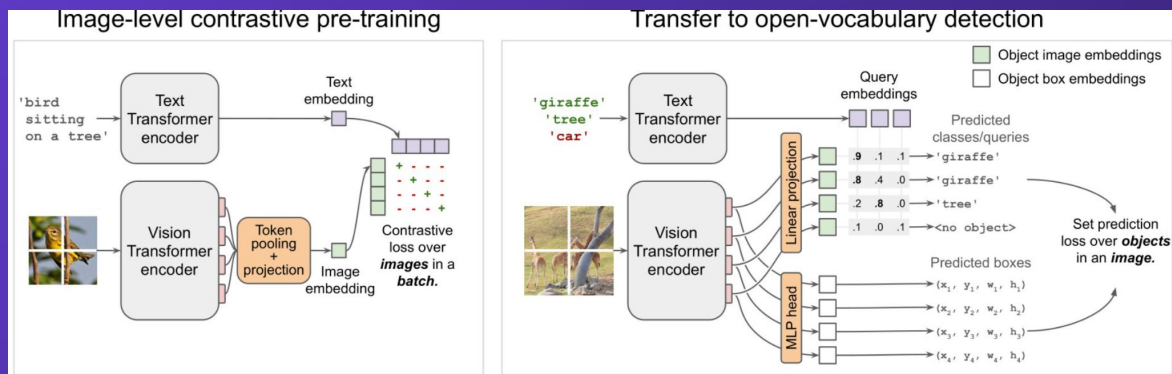 Image-level contrastive pre-training
'bird
sitting
on a tree'
Text
Transformer
encoder
Text
embedding
Vision
Transformer
encoder
Token
pooling
+
projection
Image
embedding
+ - - -
- + - -
- - + -
- - - +
Contrastive
loss over
images in a
batch.
Transfer to open-vocabulary detection
Object image embeddings
Object box embeddings
'giraffe'
'tree'
'car'
Text
Transformer
encoder
Query
embeddings
Vision
Transformer
encoder
Linear projection
MLP head
Predicted
classes/queries
.9 .1 .1 'giraffe'
.8 .4 .0 'giraffe'
.2 .8 .0 'tree'
.1 .0 .1 <no object>
Predicted boxes
(x₁, y₁, w₁, h₁)
(x₂, y₂, w₂, h₂)
(x₃, y₃, w₃, h₃)
(x₄, y₄, w₄, h₄)
Set prediction
loss over objects
in an image.